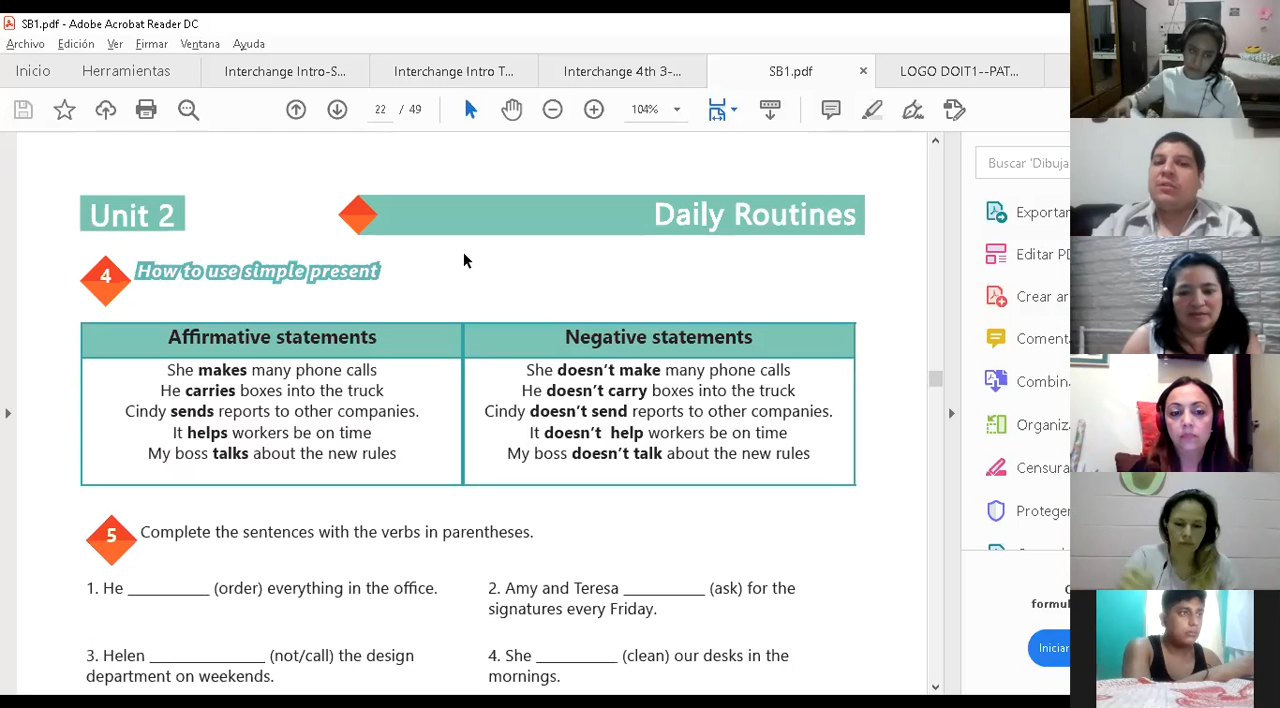 SB1.pdf - Adobe Acrobat Reader DC
Archivo Edición Ver Firmar Ventana Ayuda
Inicio Herramientas Interchange Intro-S... Interchange Intro T... Interchange 4th 3-... SB1.pdf × LOGO DOIT1--PAT...
22 / 49 104%
Buscar 'Dibuja
Unit 2 Daily Routines
4 How to use simple present
Affirmative statements Negative statements
She makes many phone calls She doesn't make many phone calls
He carries boxes into the truck He doesn't carry boxes into the truck
Cindy sends reports to other companies. Cindy doesn't send reports to other companies.
It helps workers be on time It doesn't help workers be on time
My boss talks about the new rules My boss doesn't talk about the new rules
5 Complete the sentences with the verbs in parentheses.
1. He _________ (order) everything in the office. 2. Amy and Teresa _________ (ask) for the
signatures every Friday.
3. Helen _____________ (not/call) the design 4. She _________ (clean) our desks in the
department on weekends. mornings.
Exportar
Editar PD
Crear ar
Comenta
Combin
Organiz
Censura
Proteger
formul
Iniciar